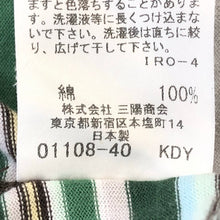 ますと色落ちすることがありま
す。洗濯液等に長くつけ込まない
で下さい。洗濯後は直ちに絞
り、広げて干して下さい。
IRO-4
綿 100%
株式会社 三陽商会
東京都新宿区本塩町14
日本製
01108-40 KDY